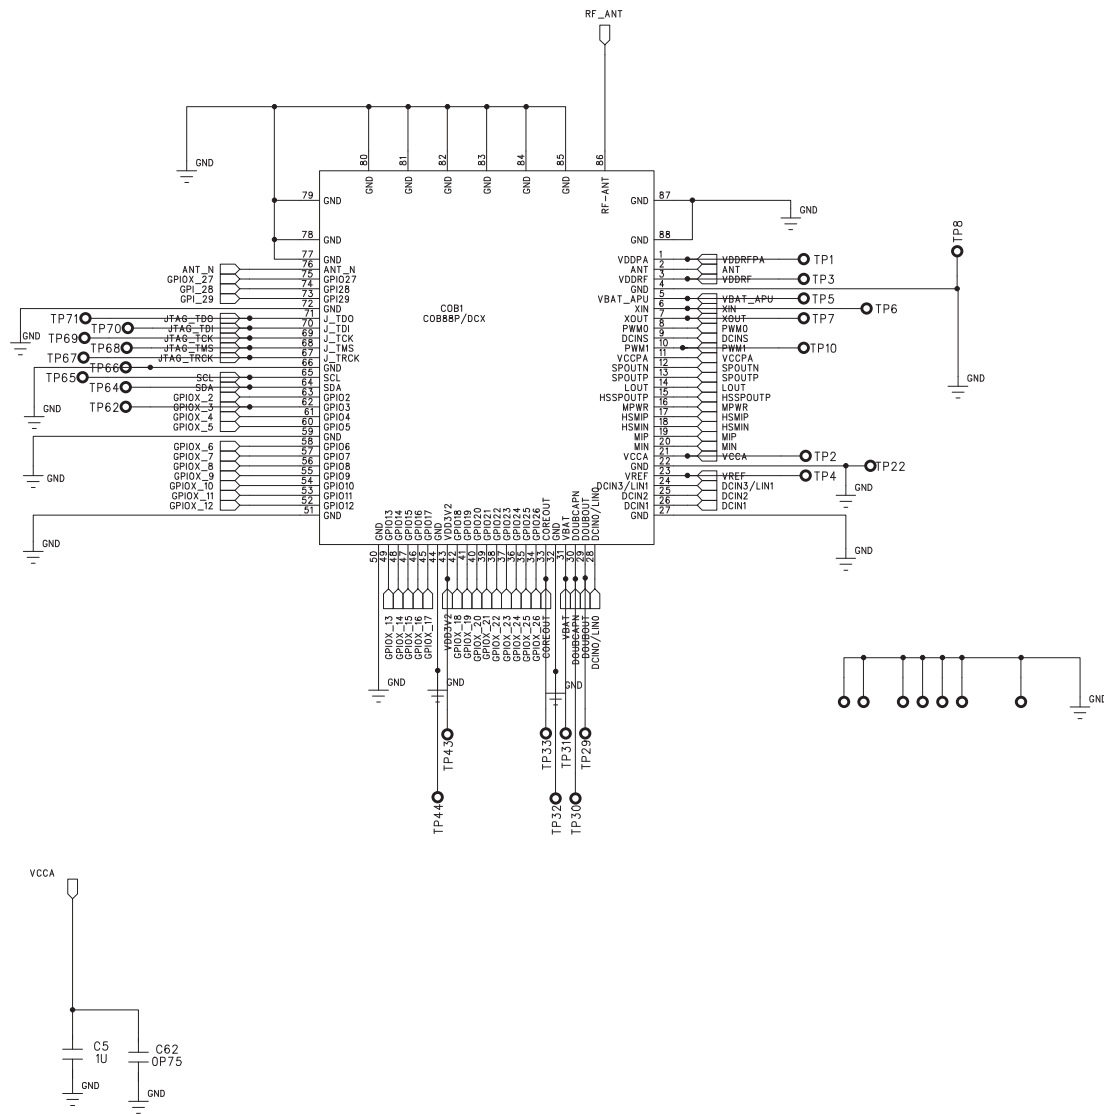 RF_ANT
GND
80
81
82
83
84
85
86
GND
GND
GND
GND
GND
GND
RF-ANT
79 GND
78 GND
77 GND
ANT_N 76 ANT_N
GPIOX_27 75 GPIO27
GPI_28 74 GPI28
GPI_29 73 GPI29
72 GND
TP71 JTAG_TDO 71 J_TDO
TP70 JTAG_TDI 70 J_TDI
TP69 JTAG_TCK 69 J_TCK
TP68 JTAG_TMS 68 J_TMS
TP67 JTAG_TRCK 67 J_TRCK
TP66 66 GND
TP65 SCL 65 SCL
TP64 SDA 64 SDA
GPIOX_2 63 GPIO2
TP62 GPIOX_3 62 GPIO3
GPIOX_4 61 GPIO4
GPIOX_5 60 GPIO5
59 GND
GPIOX_6 58 GPIO6
GPIOX_7 57 GPIO7
GPIOX_8 56 GPIO8
GPIOX_9 55 GPIO9
GPIOX_10 54 GPIO10
GPIOX_11 53 GPIO11
GPIOX_12 52 GPIO12
51 GND
GND
GND
GND
GND
COB1
COB88P/DCX
GND 87
GND
GND 88
VDDPA 1 VDDRFPA TP1
ANT 2 ANT
VDDRF 3 VDDRF TP3
GND 4
VBAT_APU 5 VBAT_APU TP5
XIN 6 XIN TP6
XOUT 7 XOUT TP7
PWM0 8 PWM0
DCINS 9 DCINS
PWM1 10 PWM1 TP10
VCCPA 11 VCCPA
SPOUTN 12 SPOUTN
SPOUTP 13 SPOUTP
LOUT 14 LOUT
HSSPOUTP 15 HSSPOUTP
MPWR 16 MPWR
HSMIP 17 HSMIP
HSMIN 18 HSMIN
MIP 19 MIP
MIN 20 MIN
VCCA 21 VCCA TP2
GND 22 TP22
VREF 23 VREF TP4
DCIN3/LIN1 24 DCIN3/LIN1
DCIN2 25 DCIN2
DCIN1 26 DCIN1
GND 27
TP8
GND
GND
GND
GND 50
GPIO13 49 GPIOX_13
GPIO14 48 GPIOX_14
GPIO15 47 GPIOX_15
GPIO16 46 GPIOX_16
GPIO17 45 GPIOX_17
GND 44 TP44
VDD3V2 43 VDD3V2 TP43
GPIO18 42 GPIOX_18
GPIO19 41 GPIOX_19
GPIO20 40 GPIOX_20
GPIO21 39 GPIOX_21
GPIO22 38 GPIOX_22
GPIO23 37 GPIOX_23
GPIO24 36 GPIOX_24
GPIO25 35 GPIOX_25
GPIO26 34 GPIOX_26
COREOUT 33 COREOUT TP33
GND 32 TP32
VBAT 31 VBAT TP31
DOUBCAPN 30 DOUBCAPN TP30
DOUBOUT 29 DOUBOUT TP29
DCIN0/LIN0 28 DCIN0/LIN0
GND
GND
GND
GND
VCCA
C5
1U
C62
0P75
GND
GND